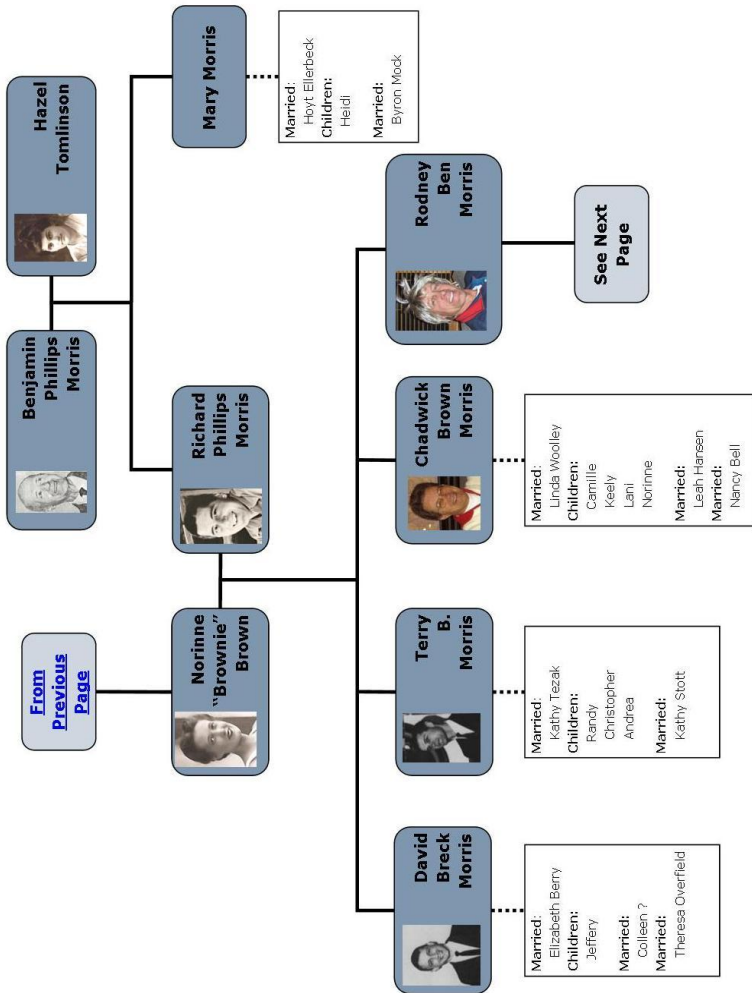 From
Previous
Page
Benjamin
Phillips
Morris
Hazel
Tomlinson
Norinne
“Brownie”
Brown
Richard
Phillips
Morris
Mary Morris
Married:
Hoyt Ellerbeck
Children:
Heidi
Married:
Byron Mock
David
Breck
Morris
Terry
B.
Morris
Chadwick
Brown
Morris
Rodney
Ben
Morris
Married:
Elizabeth Berry
Children:
Jeffery
Married:
Colleen ?
Married:
Theresa Overfield
Married:
Kathy Tezak
Children:
Randy
Christopher
Andrea
Married:
Kathy Stott
Married:
Linda Woolley
Children:
Camille
Keely
Lani
Norinne
Married:
Leah Hansen
Married:
Nancy Bell
See Next
Page